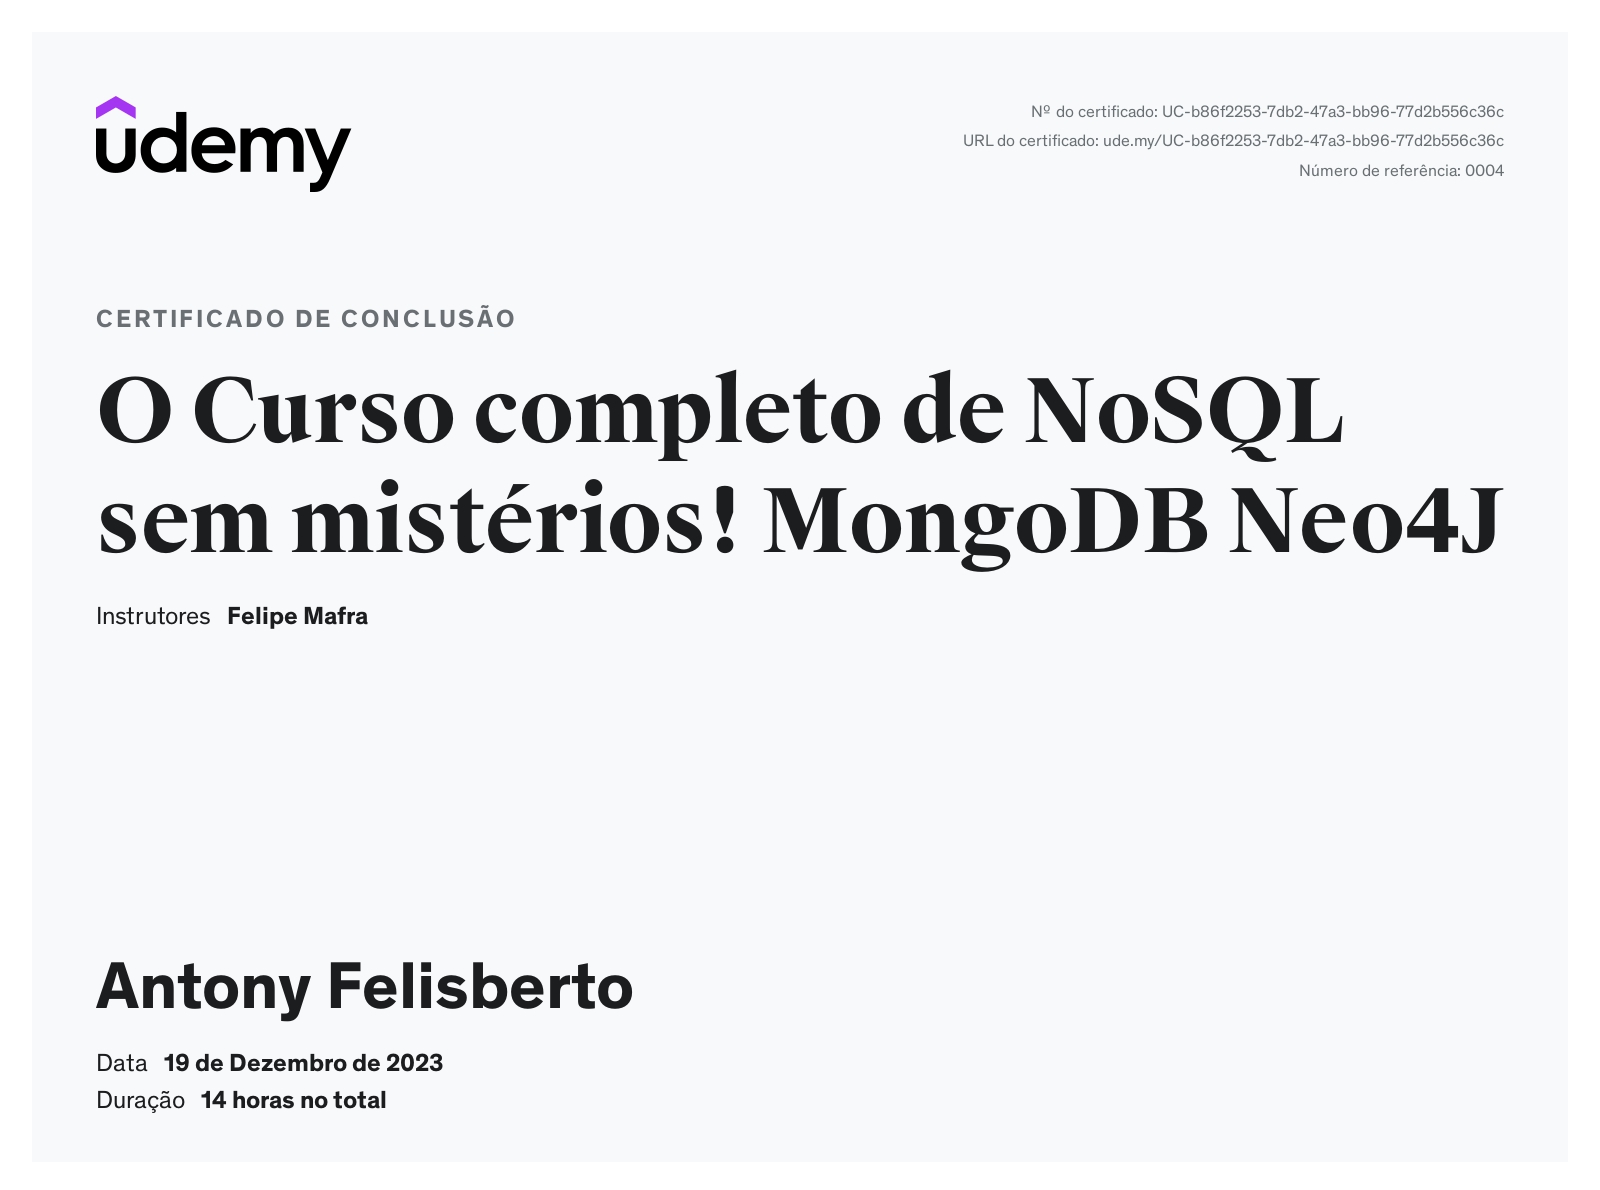 udemy
Nº do certificado: UC-b86f2253-7db2-47a3-bb96-77d2b556c36c
URL do certificado: ude.my/UC-b86f2253-7db2-47a3-bb96-77d2b556c36c
Número de referência: 0004
CERTIFICADO DE CONCLUSÃO
O Curso completo de NoSQL
sem mistérios! MongoDB Neo4J
Instrutores Felipe Mafra
Antony Felisberto
Data 19 de Dezembro de 2023
Duração 14 horas no total